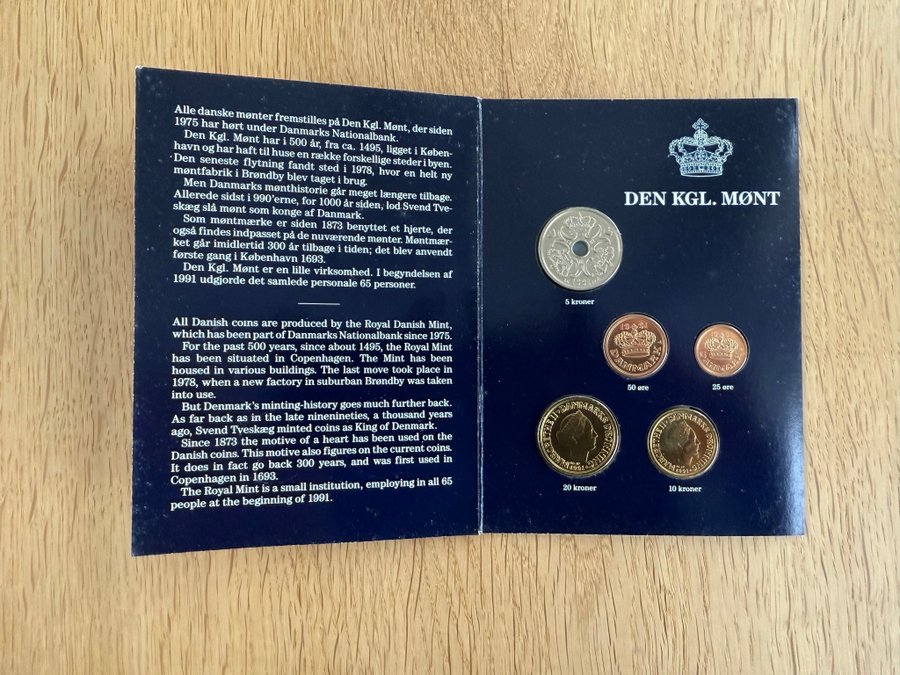 Alle danske mønter fremstilles på Den Kgl. Mønt, der siden
1975 har hørt under Danmarks Nationalbank.
Den Kgl. Mønt har i 500 år, fra ca. 1495, ligget i Køben-
havn og har haft til huse en række forskellige steder i byen.
Den seneste flytning fandt sted i 1978, hvor en helt ny
møntfabrik i Brøndby blev taget i brug.
Men Danmarks mønthistorie går meget længere tilbage.
Allerede sidst i 990'erne, for 1000 år siden, lod Svend Tve-
skæg slå mønt som konge af Danmark.
Som møntmærke er siden 1873 benyttet et hjerte, der
også findes indpasset på de nuværende mønter. Møntmær-
ket går imidlertid 300 år tilbage i tiden; det blev anvendt
første gang i København 1693.
Den Kgl. Mønt er en lille virksomhed. I begyndelsen af
1991 udgjorde det samlede personale 65 personer.
All Danish coins are produced by the Royal Danish Mint,
which has been part of Danmarks Nationalbank since 1975.
For the past 500 years, since about 1495, the Royal Mint
has been situated in Copenhagen. The Mint has been
housed in various buildings. The last move took place in
1978, when a new factory in suburban Brøndby was taken
into use.
But Denmark's minting-history goes much further back.
As far back as in the late ninenineties, a thousand years
ago, Svend Tveskæg minted coins as King of Denmark.
Since 1873 the motive of a heart has been used on the
Danish coins. This motive also figures on the current coins.
It does in fact go back 300 years, and was first used in
Copenhagen in 1693.
The Royal Mint is a small institution, employing in all 65
people at the beginning of 1991.
DEN KGL. MØNT
5 kroner
1991
DANMARK
50 øre
25 øre
MARGRETHE II DANMARKS DRONNING
1991
20 kroner
MARGRETHE II DANMARKS DRONNING
1991
10 kroner